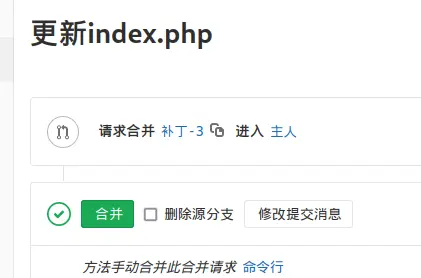 更新index.php
请求合并 补丁-3 进入 主人
合并 删除源分支 修改提交消息
方法手动合并此合并请求 命令行